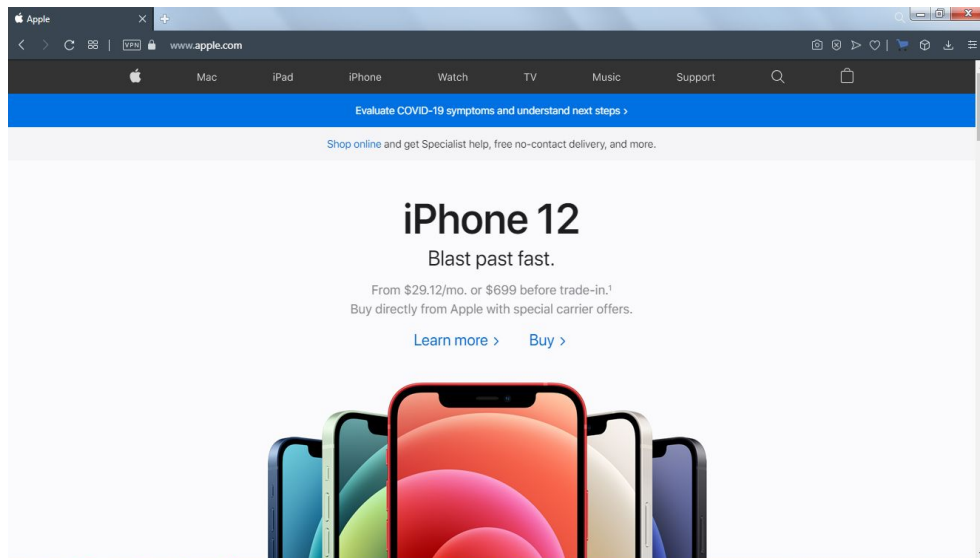 Apple
VPN
www.apple.com
Mac iPad iPhone Watch TV Music Support
Evaluate COVID-19 symptoms and understand next steps >
Shop online and get Specialist help, free no-contact delivery, and more.
iPhone 12
Blast past fast.
From $29.12/mo. or $699 before trade-in.¹
Buy directly from Apple with special carrier offers.
Learn more > Buy >